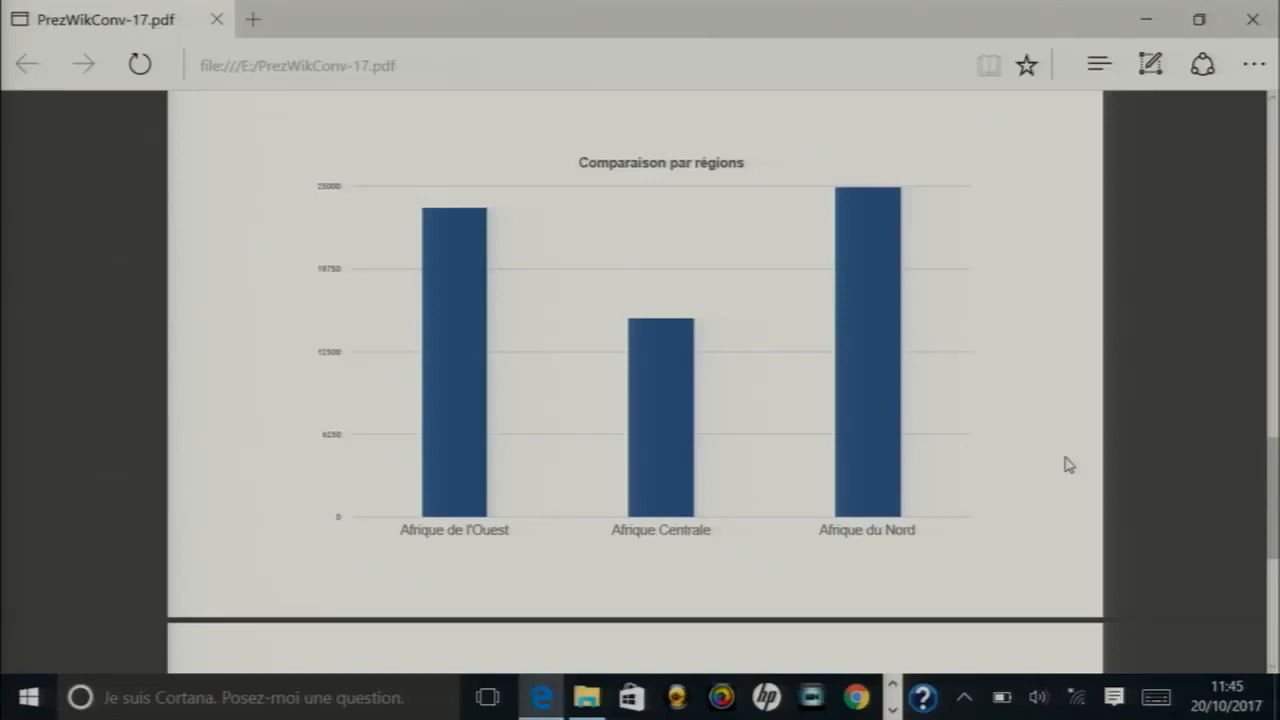 PrezWikConv-17.pdf
file:///E:/PrezWikConv-17.pdf
Comparaison par régions
25000
18750
12500
6250
0
Afrique de l'Ouest
Afrique Centrale
Afrique du Nord
Je suis Cortana. Posez-moi une question.
hp
?
11:45
20/10/2017